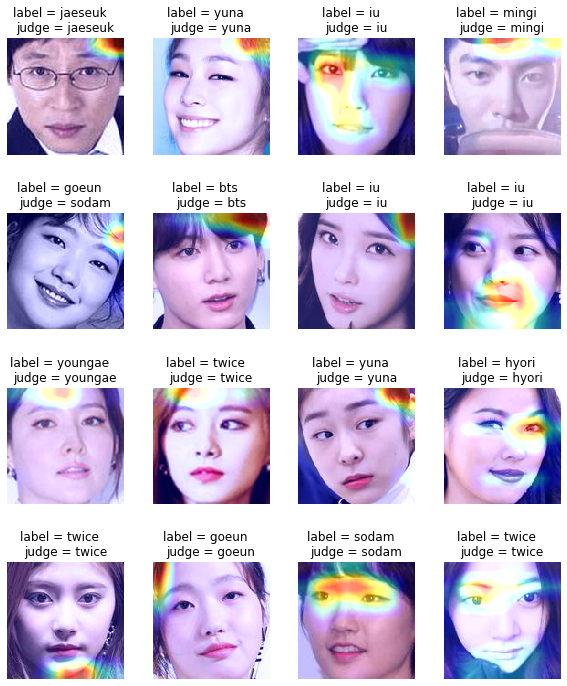 label = jaeseuk
judge = jaeseuk
label = yuna
judge = yuna
label = iu
judge = iu
label = mingi
judge = mingi
label = goeun
judge = sodam
label = bts
judge = bts
label = iu
judge = iu
label = iu
judge = iu
label = youngae
judge = youngae
label = twice
judge = twice
label = yuna
judge = yuna
label = hyori
judge = hyori
label = twice
judge = twice
label = goeun
judge = goeun
label = sodam
judge = sodam
label = twice
judge = twice